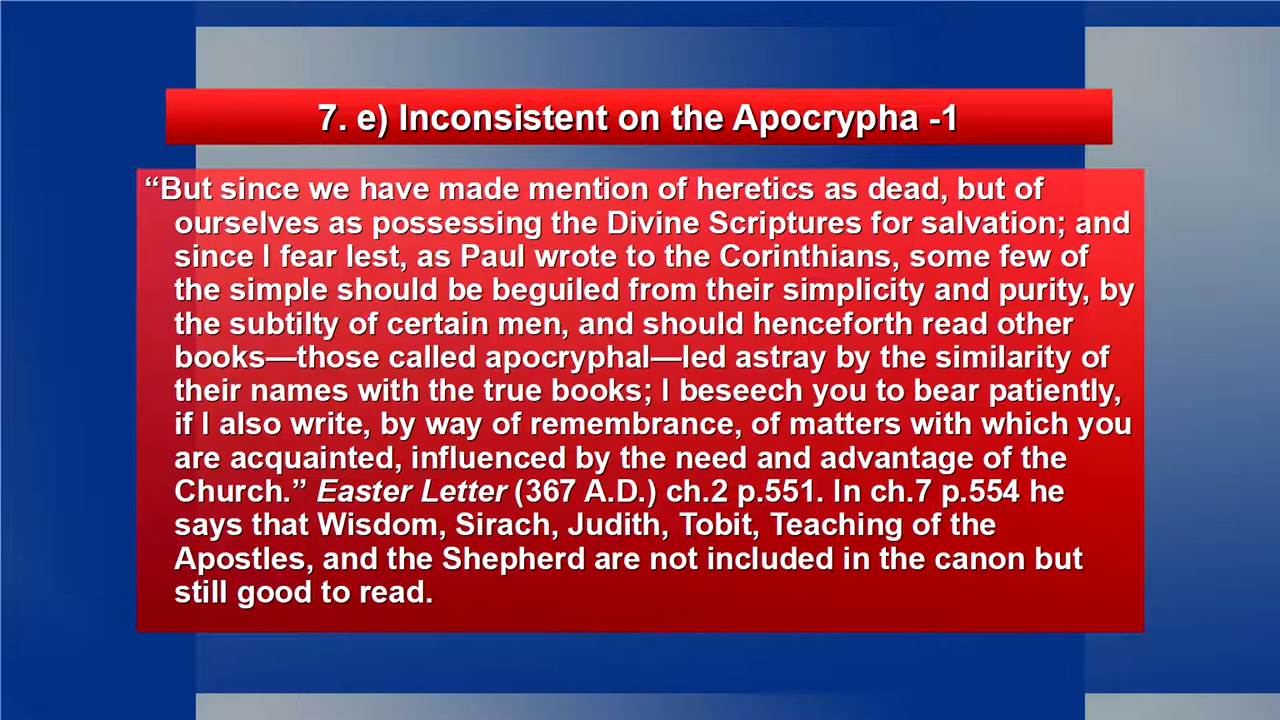 7. e) Inconsistent on the Apocrypha -1
“But since we have made mention of heretics as dead, but of
ourselves as possessing the Divine Scriptures for salvation; and
since I fear lest, as Paul wrote to the Corinthians, some few of
the simple should be beguiled from their simplicity and purity, by
the subtilty of certain men, and should henceforth read other
books—those called apocryphal—led astray by the similarity of
their names with the true books; I beseech you to bear patiently,
if I also write, by way of remembrance, of matters with which you
are acquainted, influenced by the need and advantage of the
Church.” Easter Letter (367 A.D.) ch.2 p.551. In ch.7 p.554 he
says that Wisdom, Sirach, Judith, Tobit, Teaching of the
Apostles, and the Shepherd are not included in the canon but
still good to read.